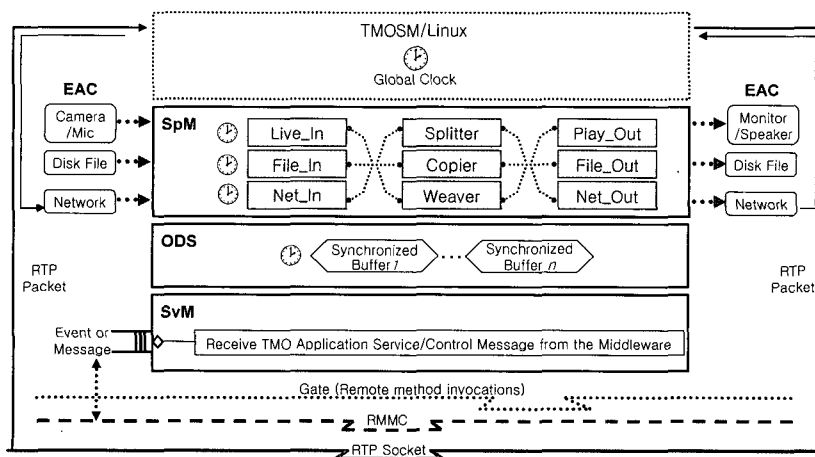 TMOSM/Linux
Global Clock
EAC
Camera
/Mic
Disk File
Network
RTP
Packet
SpM
Live_In
File_In
Net_In
Splitter
Copier
Weaver
Play_Out
File_Out
Net_Out
EAC
Monitor
/Speaker
Disk File
Network
RTP
Packet
ODS
Synchronized
Buffer 1
Synchronized
Buffer n
SvM
Event or
Message
Receive TMO Application Service/Control Message from the Middleware
Gate (Remote method invocations)
RMMC
RTP Socket